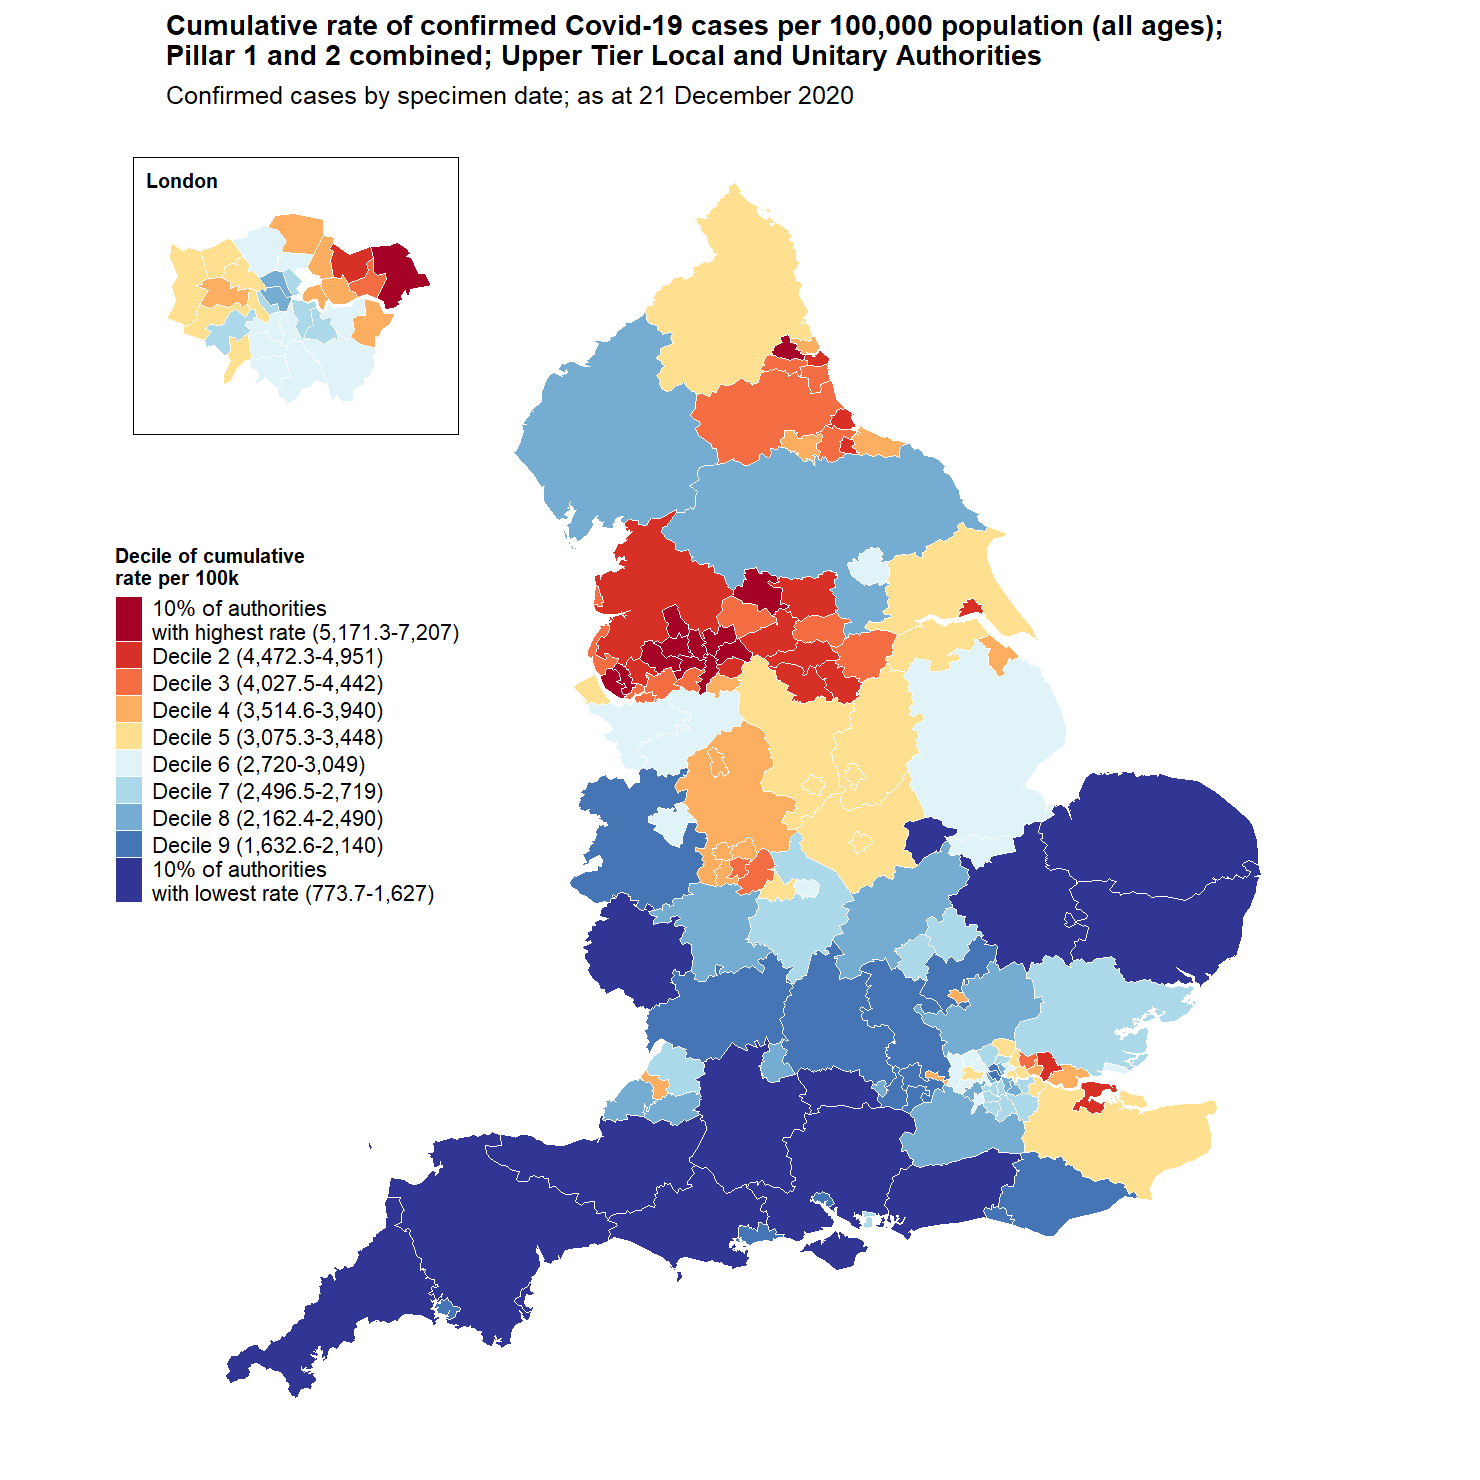 Cumulative rate of confirmed Covid-19 cases per 100,000 population (all ages);
Pillar 1 and 2 combined; Upper Tier Local and Unitary Authorities
Confirmed cases by specimen date; as at 21 December 2020
London
Decile of cumulative
rate per 100k
10% of authorities
with highest rate (5,171.3-7,207)
Decile 2 (4,472.3-4,951)
Decile 3 (4,027.5-4,442)
Decile 4 (3,514.6-3,940)
Decile 5 (3,075.3-3,448)
Decile 6 (2,720-3,049)
Decile 7 (2,496.5-2,719)
Decile 8 (2,162.4-2,490)
Decile 9 (1,632.6-2,140)
10% of authorities
with lowest rate (773.7-1,627)